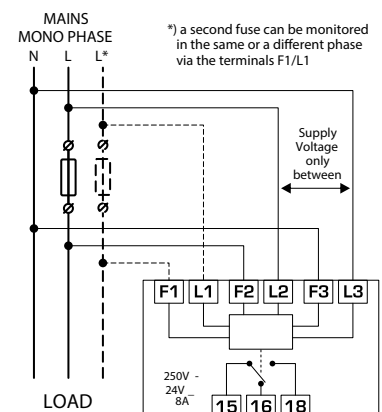 MAINS
MONO PHASE
N L L*
*) a second fuse can be monitored
in the same or a different phase
via the terminals F1/L1
Supply
Voltage
only
between
F1 L1 F2 L2 F3 L3
250V -
24V _
8A
15 16 18
LOAD